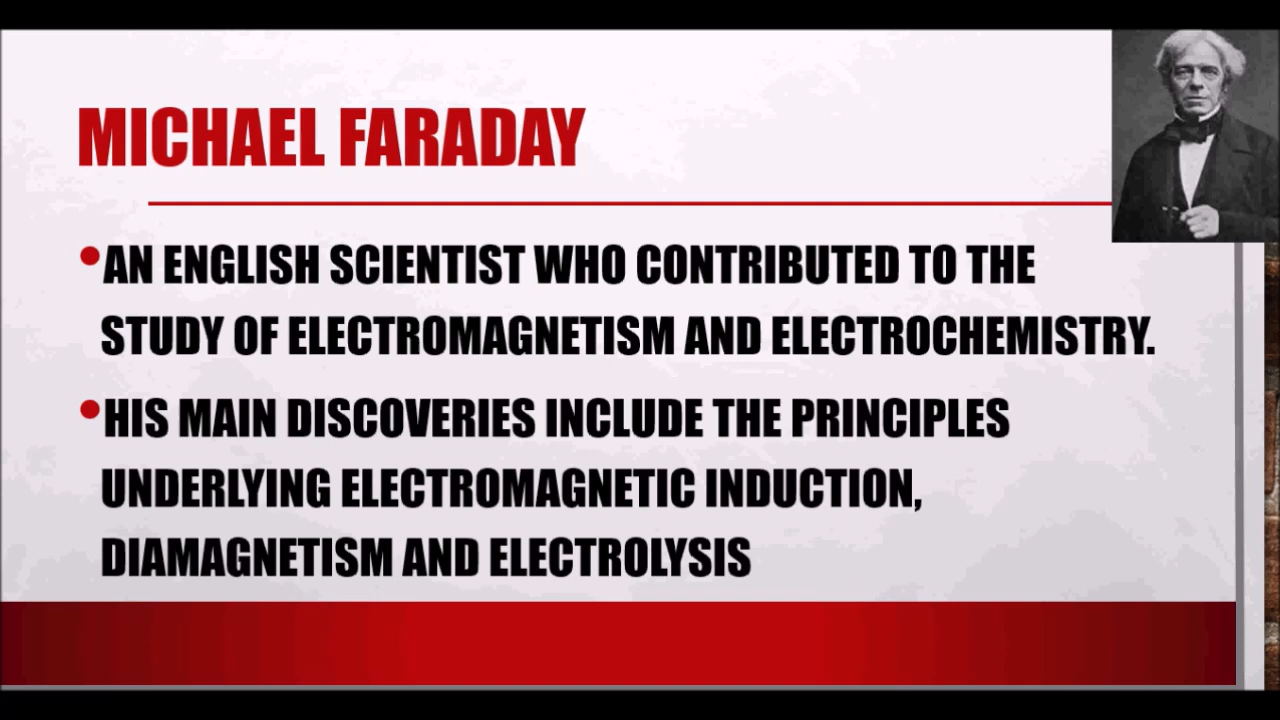 MICHAEL FARADAY
•AN ENGLISH SCIENTIST WHO CONTRIBUTED TO THE
STUDY OF ELECTROMAGNETISM AND ELECTROCHEMISTRY.
•HIS MAIN DISCOVERIES INCLUDE THE PRINCIPLES
UNDERLYING ELECTROMAGNETIC INDUCTION,
DIAMAGNETISM AND ELECTROLYSIS